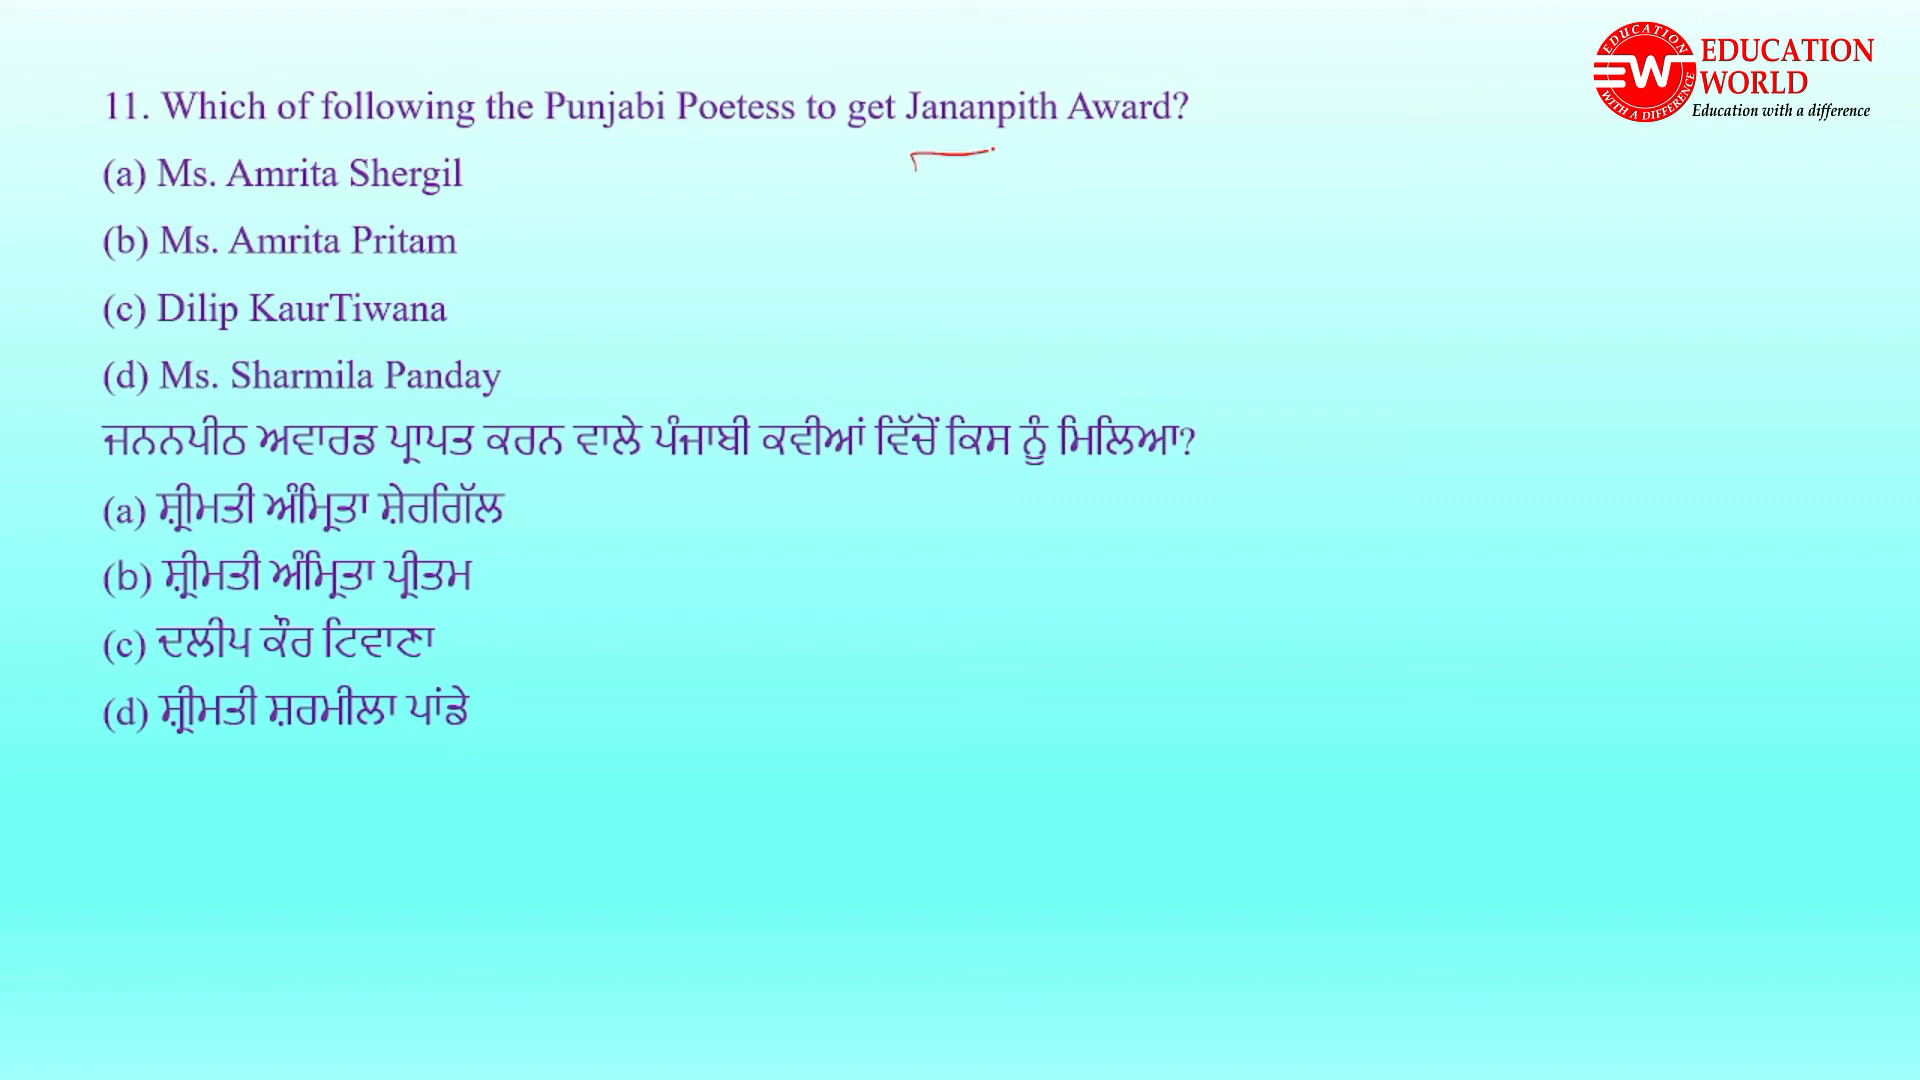 EDUCATION
WITH A DIFFERENCE
EW
EDUCATION
WORLD
Education with a difference
11. Which of following the Punjabi Poetess to get Jananpith Award?
(a) Ms. Amrita Shergil
(b) Ms. Amrita Pritam
(c) Dilip KaurTiwana
(d) Ms. Sharmila Panday
ਜਨਨਪੀਠ ਅਵਾਰਡ ਪ੍ਰਾਪਤ ਕਰਨ ਵਾਲੇ ਪੰਜਾਬੀ ਕਵੀਆਂ ਵਿੱਚੋਂ ਕਿਸ ਨੂੰ ਮਿਲਿਆ?
(a) ਸ਼੍ਰੀਮਤੀ ਅੰਮ੍ਰਿਤਾ ਸ਼ੇਰਗਿੱਲ
(b) ਸ਼੍ਰੀਮਤੀ ਅੰਮ੍ਰਿਤਾ ਪ੍ਰੀਤਮ
(c) ਦਲੀਪ ਕੌਰ ਟਿਵਾਣਾ
(d) ਸ਼੍ਰੀਮਤੀ ਸ਼ਰਮੀਲਾ ਪਾਂਡੇ